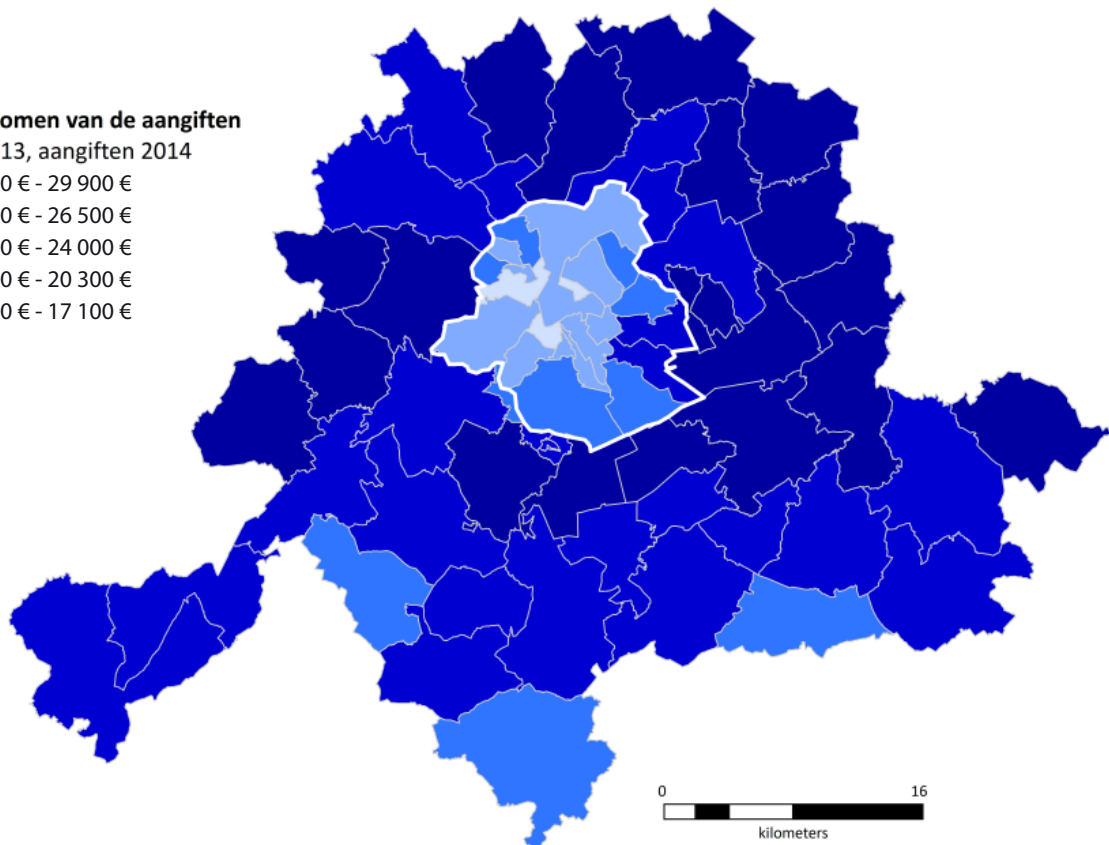 omen van de aangiften
13, aangiften 2014
0 € - 29 900 €
0 € - 26 500 €
0 € - 24 000 €
0 € - 20 300 €
0 € - 17 100 €
0 16
kilometers